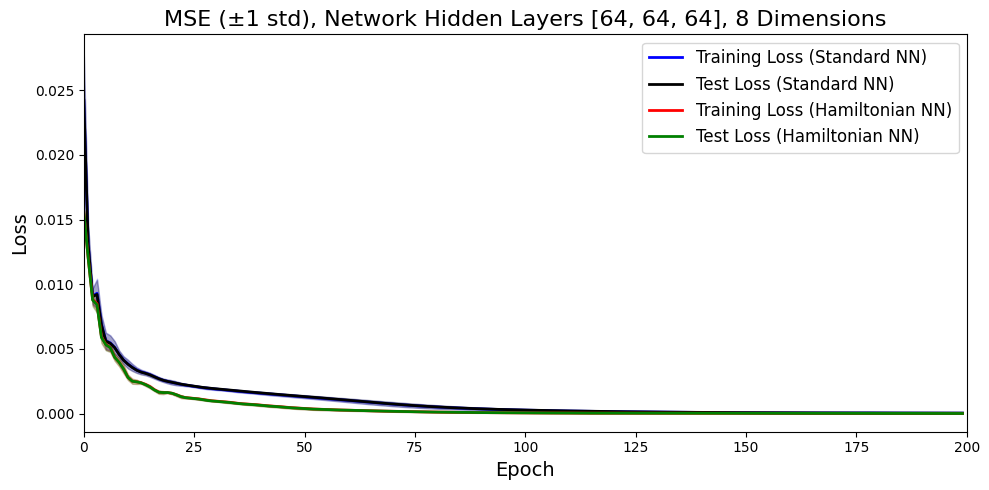 MSE (±1 std), Network Hidden Layers [64, 64, 64], 8 Dimensions
Training Loss (Standard NN)
Test Loss (Standard NN)
Training Loss (Hamiltonian NN)
Test Loss (Hamiltonian NN)
Loss
0.025
0.020
0.015
0.010
0.005
0.000
0 25 50 75 100 125 150 175 200
Epoch